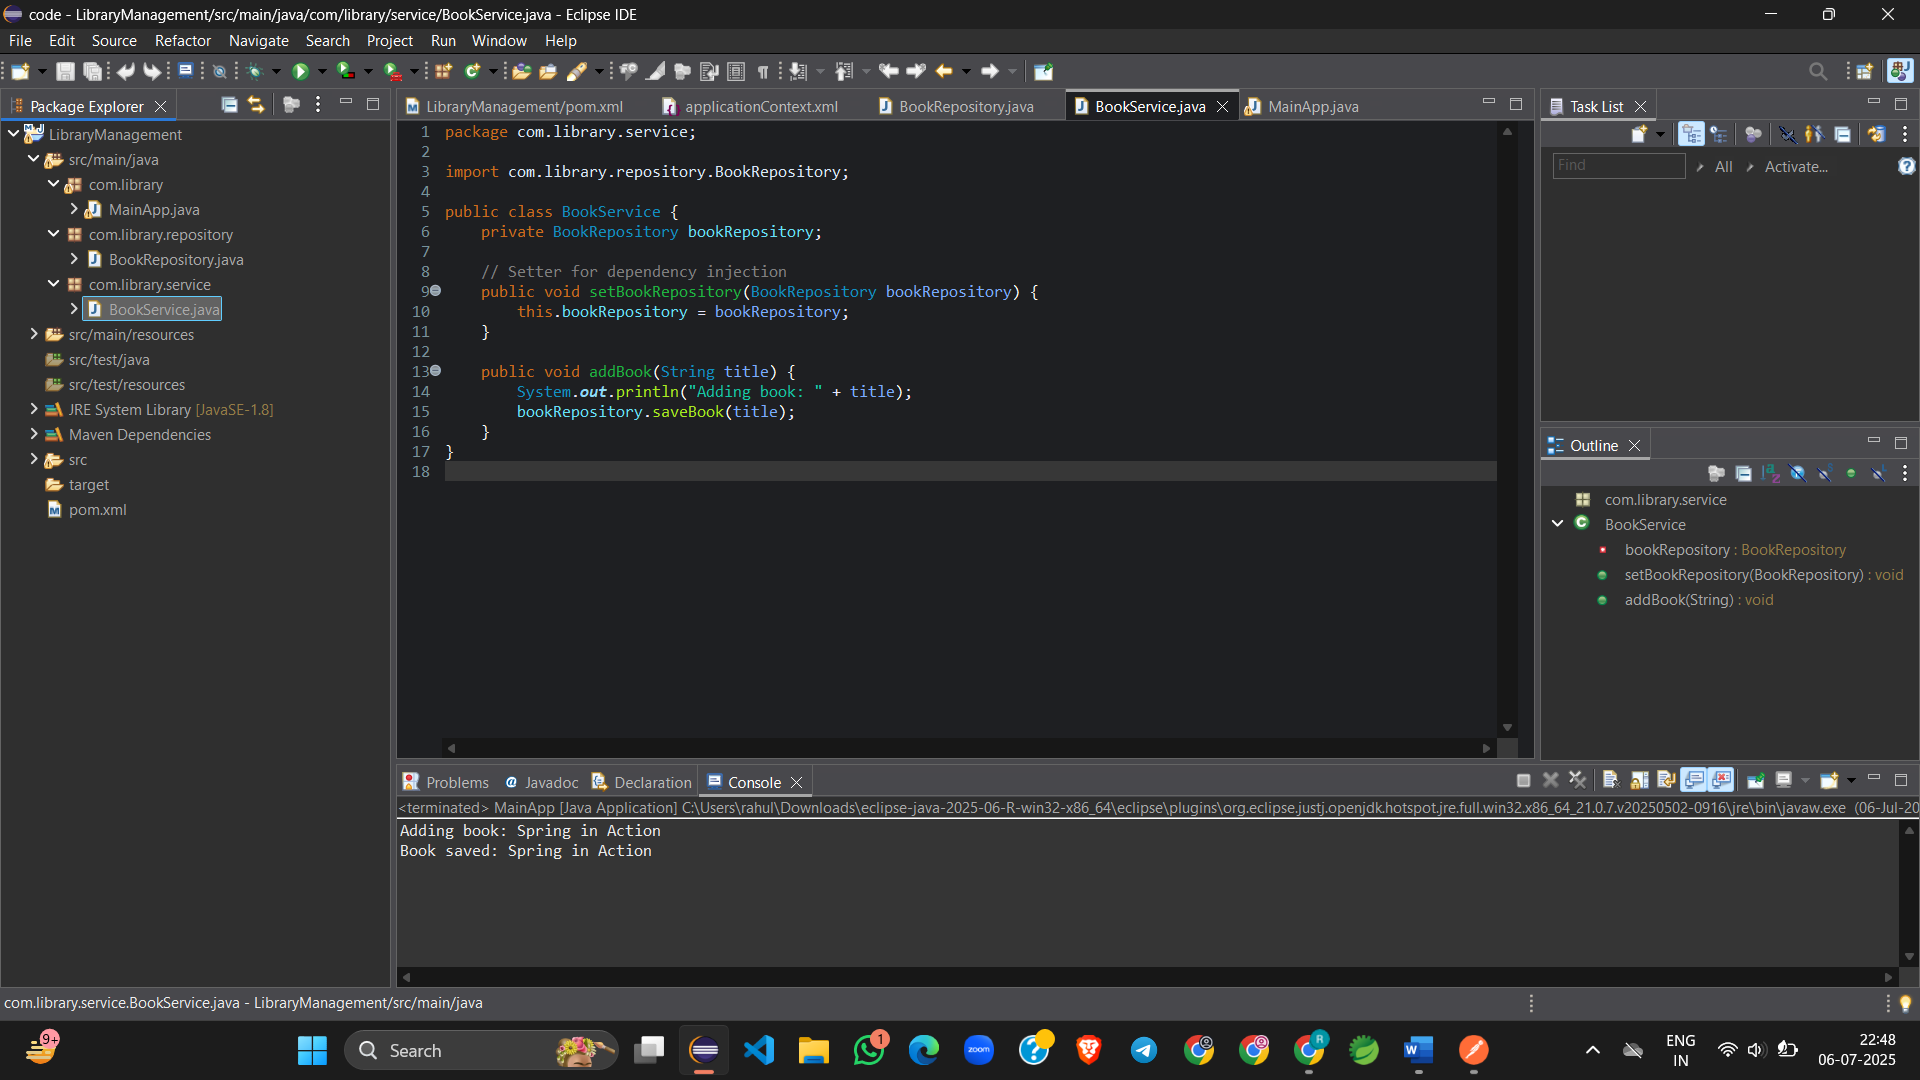 code - LibraryManagement/src/main/java/com/library/service/BookService.java - Eclipse IDE
File Edit Source Refactor Navigate Search Project Run Window Help
Package Explorer
LibraryManagement
src/main/java
com.library
MainApp.java
com.library.repository
BookRepository.java
com.library.service
BookService.java
src/main/resources
src/test/java
src/test/resources
JRE System Library [JavaSE-1.8]
Maven Dependencies
src
target
pom.xml
LibraryManagement/pom.xml applicationContext.xml BookRepository.java BookService.java MainApp.java
1 package com.library.service;
2
3 import com.library.repository.BookRepository;
4
5 public class BookService {
6 private BookRepository bookRepository;
7
8 // Setter for dependency injection
9 public void setBookRepository(BookRepository bookRepository) {
10 this.bookRepository = bookRepository;
11 }
12
13 public void addBook(String title) {
14 System.out.println("Adding book: " + title);
15 bookRepository.saveBook(title);
16 }
17 }
18
Task List
Find All Activate...
Outline
com.library.service
BookService
bookRepository : BookRepository
setBookRepository(BookRepository) : void
addBook(String) : void
Problems Javadoc Declaration Console
<terminated> MainApp [Java Application] C:\Users\rahul\Downloads\eclipse-java-2025-06-R-win32-x86_64\eclipse\plugins\org.eclipse.justj.openjdk.hotspot.jre.full.win32.x86_64_21.0.7.v20250502-0916\jre\bin\javaw.exe (06-Jul-20
Adding book: Spring in Action
Book saved: Spring in Action
com.library.service.BookService.java - LibraryManagement/src/main/java
9+
Search
zoom
1
R
ENG
IN
22:48
06-07-2025